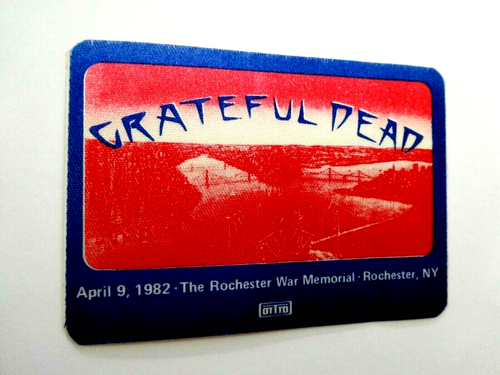 GRATEFUL DEAD
April 9, 1982 · The Rochester War Memorial · Rochester, NY
OTTO